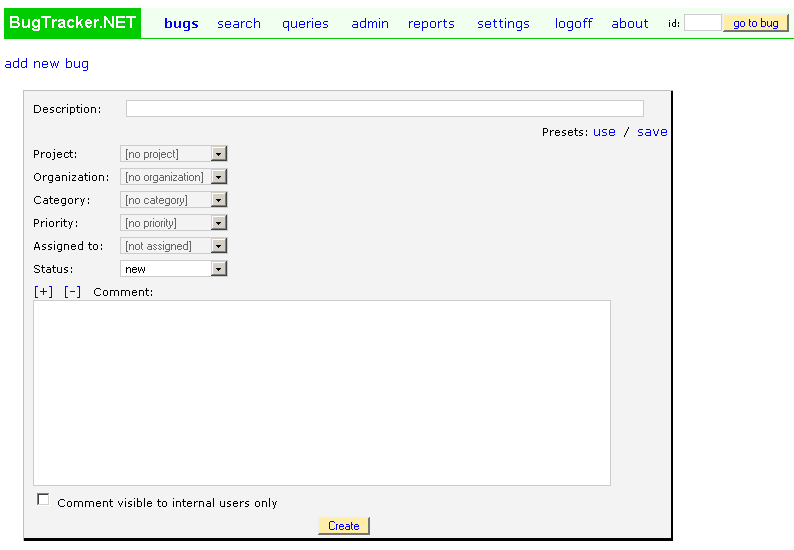 BugTracker.NET bugs search queries admin reports settings logoff about id: go to bug
add new bug
Description:
Presets: use / save
Project: [no project]
Organization: [no organization]
Category: [no category]
Priority: [no priority]
Assigned to: [not assigned]
Status: new
[+] [-] Comment:
Comment visible to internal users only
Create